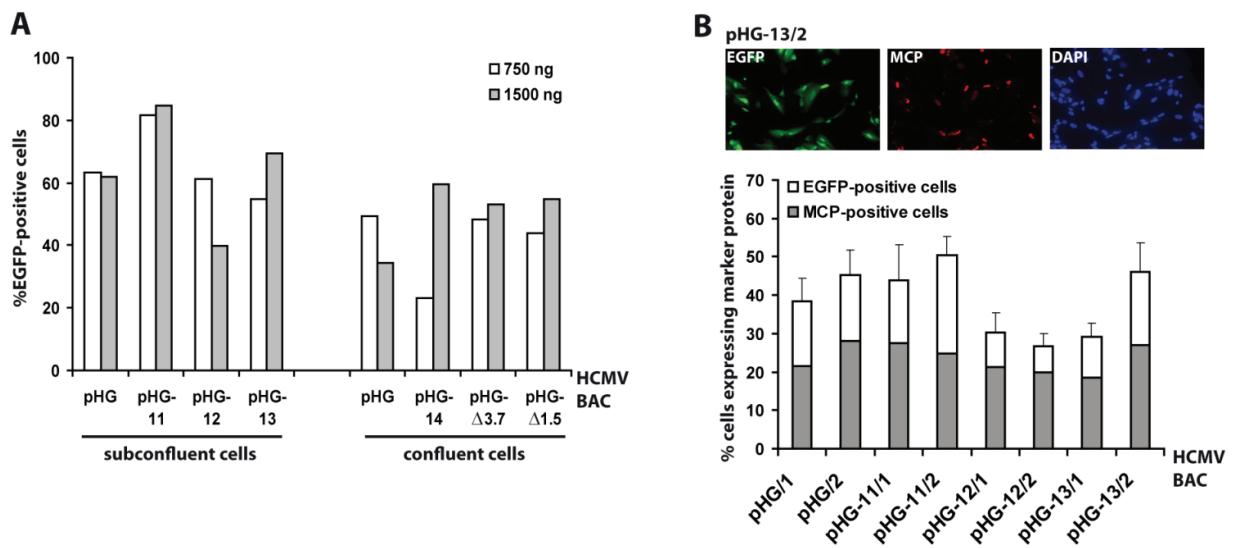 A
100
80
60
40
20
0
%EGFP-positive cells
750 ng
1500 ng
pHG
pHG-11
pHG-12
pHG-13
pHG
pHG-14
pHG-Δ3.7
pHG-Δ1.5
HCMV
BAC
subconfluent cells
confluent cells
B
pHG-13/2
EGFP
MCP
DAPI
70
60
50
40
30
20
10
0
% cells expressing marker protein
EGFP-positive cells
MCP-positive cells
pHG/1
pHG/2
pHG-11/1
pHG-11/2
pHG-12/1
pHG-12/2
pHG-13/1
pHG-13/2
HCMV
BAC